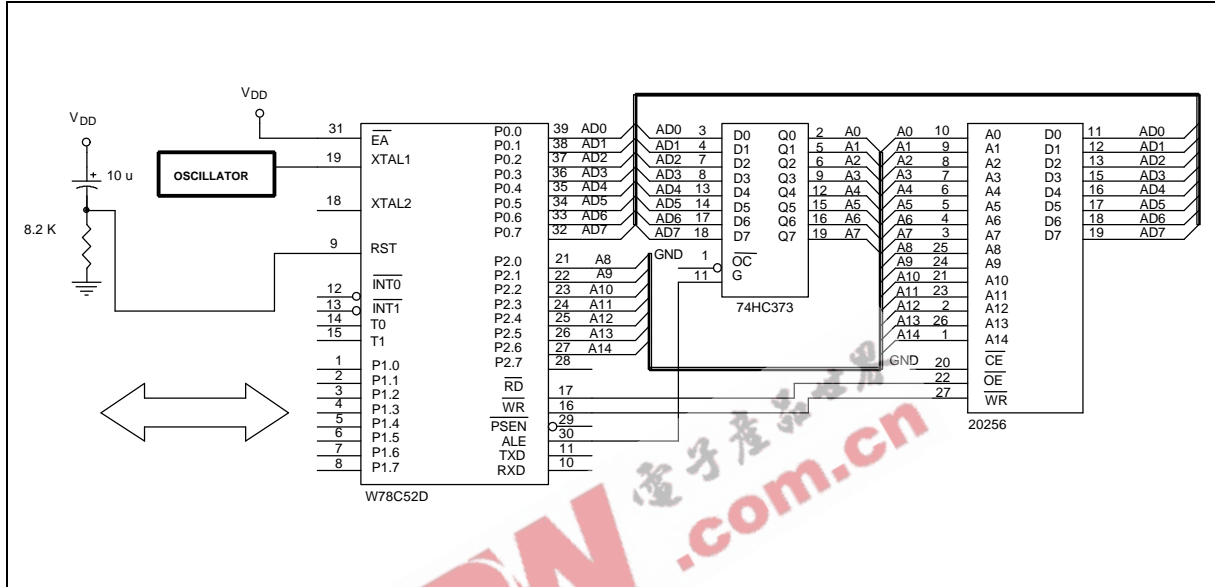 VDD
VDD
10 u
8.2 K
OSCILLATOR
31 EA
19 XTAL1
18 XTAL2
9 RST
12 INT0
13 INT1
14 T0
15 T1
1 P1.0
2 P1.1
3 P1.2
4 P1.3
5 P1.4
6 P1.5
7 P1.6
8 P1.7
P0.0 39 AD0
P0.1 38 AD1
P0.2 37 AD2
P0.3 36 AD3
P0.4 35 AD4
P0.5 34 AD5
P0.6 33 AD6
P0.7 32 AD7
P2.0 21 A8
P2.1 22 A9
P2.2 23 A10
P2.3 24 A11
P2.4 25 A12
P2.5 26 A13
P2.6 27 A14
P2.7 28
RD 17
WR 16
PSEN 29
ALE 30
TXD 11
RXD 10
W78C52D
AD0 3 D0 Q0 2 A0
AD1 4 D1 Q1 5 A1
AD2 7 D2 Q2 6 A2
AD3 8 D3 Q3 9 A3
AD4 13 D4 Q4 12 A4
AD5 14 D5 Q5 15 A5
AD6 17 D6 Q6 16 A6
AD7 18 D7 Q7 19 A7
GND 1 OC
11 G
74HC373
A0 10 A0 D0 11 AD0
A1 9 A1 D1 12 AD1
A2 8 A2 D2 13 AD2
A3 7 A3 D3 15 AD3
A4 6 A4 D4 16 AD4
A5 5 A5 D5 17 AD5
A6 4 A6 D6 18 AD6
A7 3 A7 D7 19 AD7
A8 25 A8
A9 24 A9
A10 21 A10
A11 23 A11
A12 2 A12
A13 26 A13
A14 1 A14
GND 20 CE
22 OE
27 WR
20256
電子產品世界
.com.cn